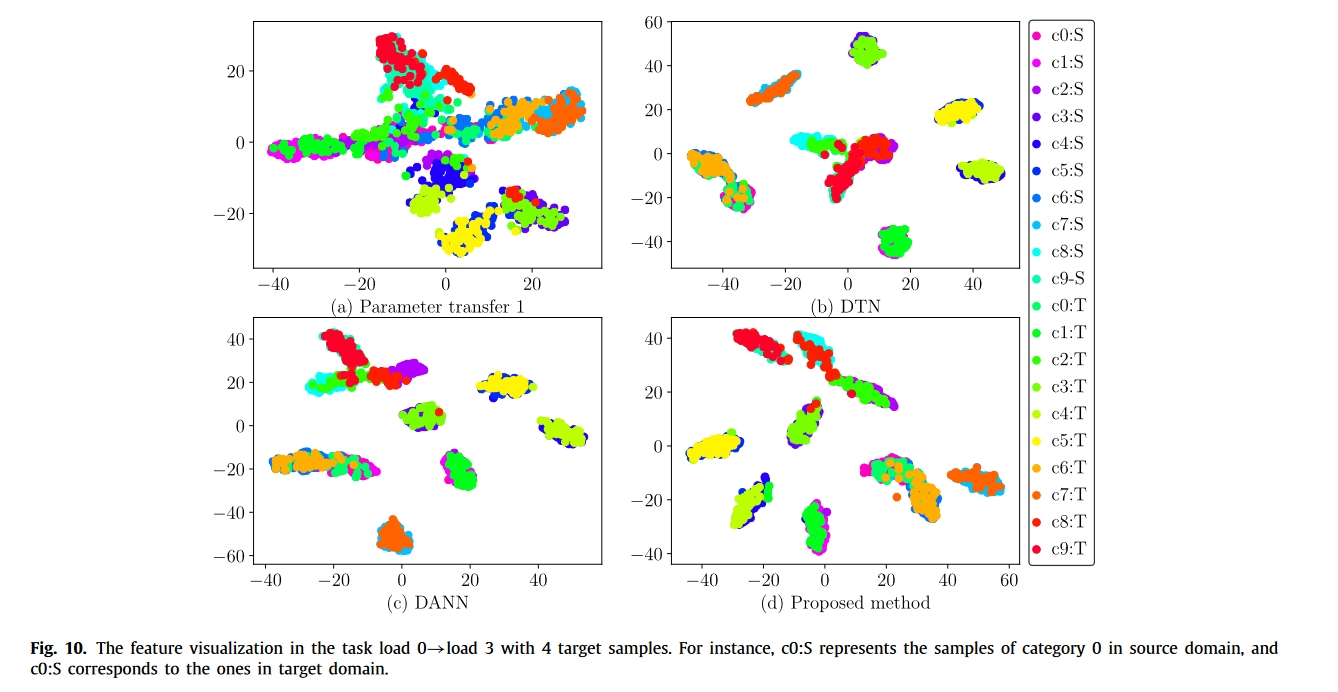 20
0
−20
−40
−20
0
20
(a) Parameter transfer 1
60
40
20
0
−20
−40
−40
−20
0
20
40
(b) DTN
40
20
0
−20
−40
−60
−40
−20
0
20
40
(c) DANN
40
20
0
−20
−40
−40
−20
0
20
40
60
(d) Proposed method
c0:S
c1:S
c2:S
c3:S
c4:S
c5:S
c6:S
c7:S
c8:S
c9-S
c0:T
c1:T
c2:T
c3:T
c4:T
c5:T
c6:T
c7:T
c8:T
c9:T
Fig. 10. The feature visualization in the task load 0→load 3 with 4 target samples. For instance, c0:S represents the samples of category 0 in source domain, and
c0:S corresponds to the ones in target domain.